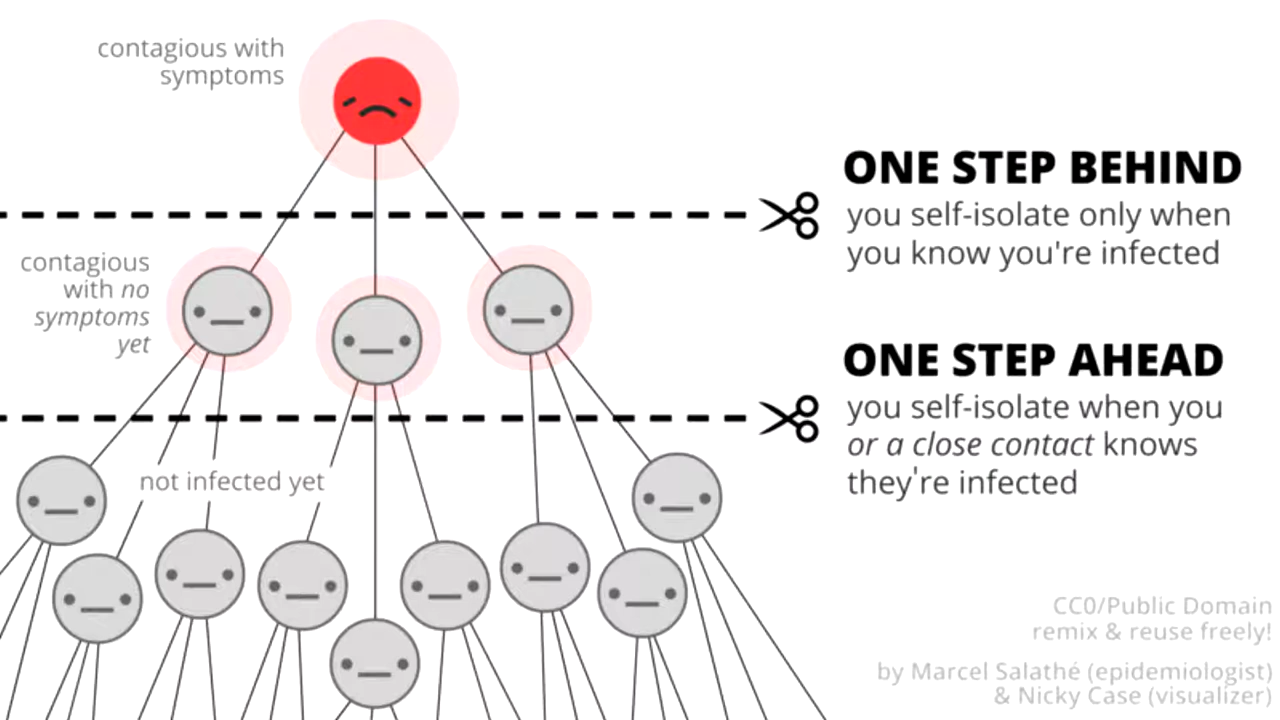 contagious with
symptoms
ONE STEP BEHIND
you self-isolate only when
you know you're infected
contagious
with no
symptoms
yet
ONE STEP AHEAD
you self-isolate when you
or a close contact knows
they're infected
not infected yet
CC0/Public Domain
remix & reuse freely!
by Marcel Salathé (epidemiologist)
& Nicky Case (visualizer)